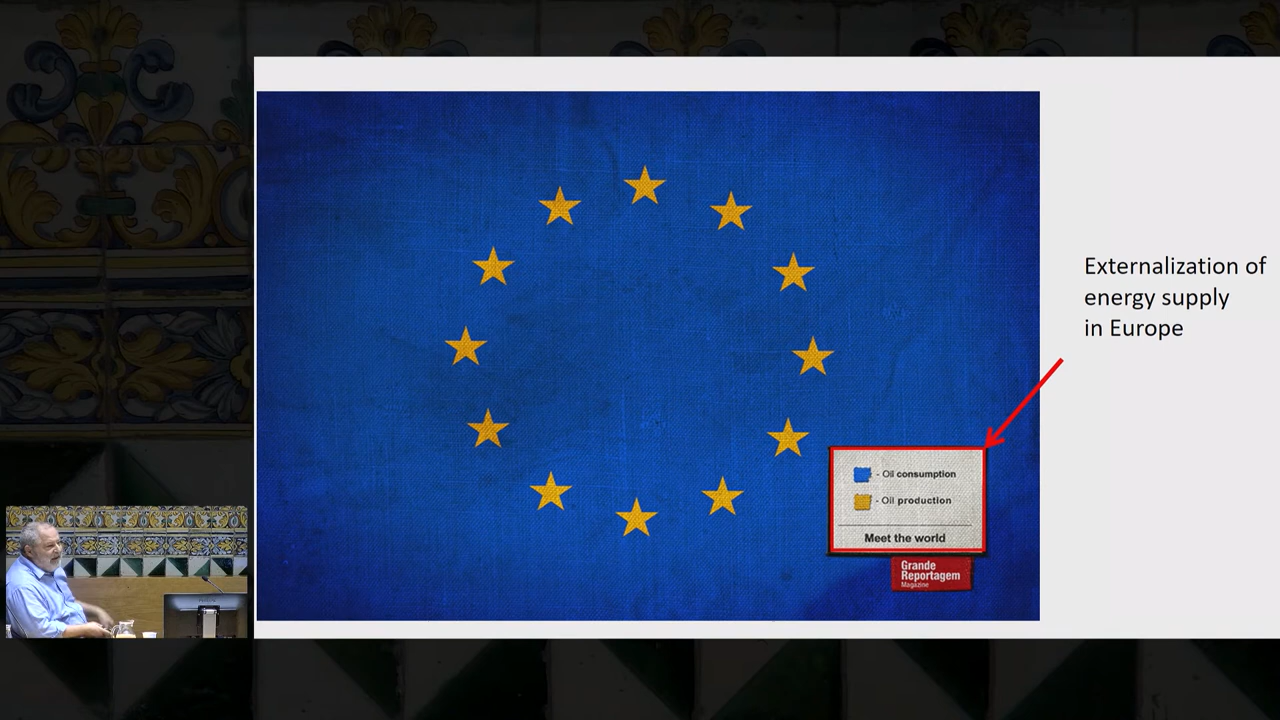 Externalization of
energy supply
in Europe
- Oil consumption
- Oil production
Meet the world
Grande
Reportagem
Magazine